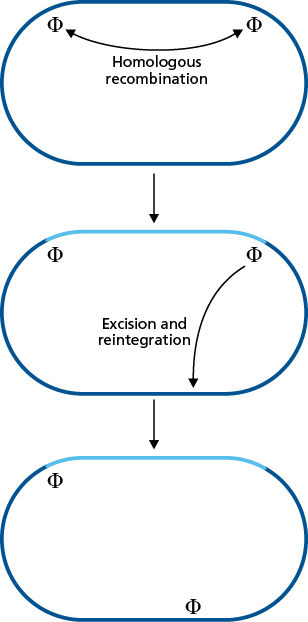 Φ Φ
Homologous
recombination
Φ Φ
Excision and
reintegration
Φ
Φ